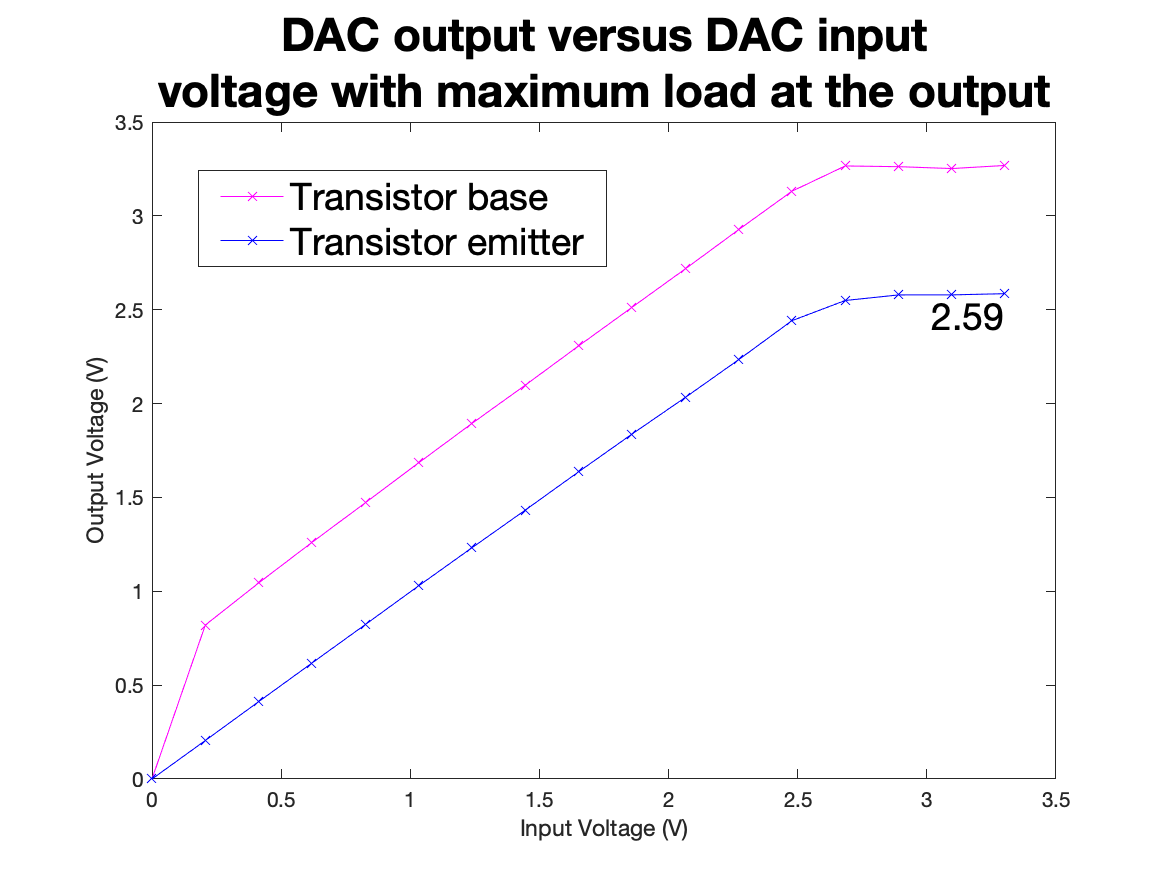 DAC output versus DAC input
voltage with maximum load at the output
3.5
3
2.5
2
1.5
1
0.5
0
Output Voltage (V)
Transistor base
Transistor emitter
2.59
0 0.5 1 1.5 2 2.5 3 3.5
Input Voltage (V)